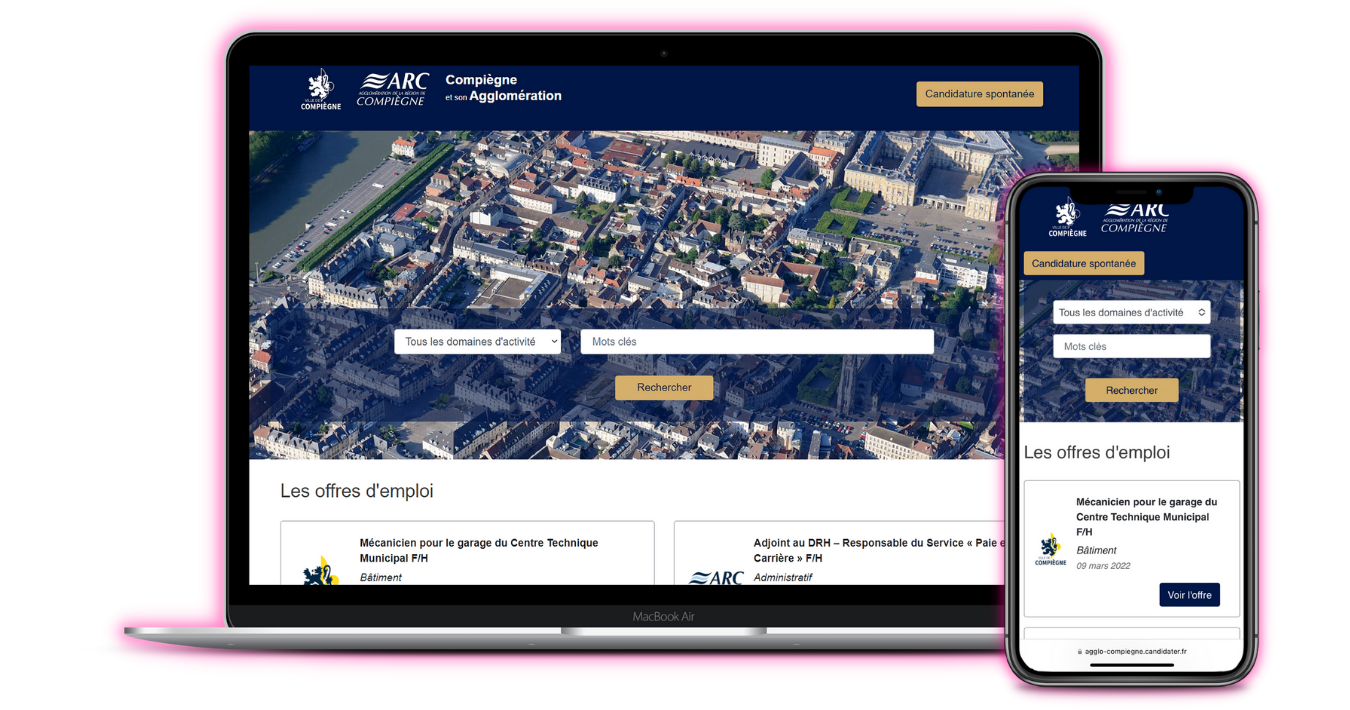 VILLE DE
COMPIÈGNE
ARC
AGGLOMÉRATION DE LA RÉGION DE
COMPIÈGNE
Compiègne
et son Agglomération
Candidature spontanée
Tous les domaines d'activité
Mots clés
Rechercher
Les offres d'emploi
Mécanicien pour le garage du Centre Technique
Municipal F/H
Bâtiment
ARC
Adjoint au DRH – Responsable du Service « Paie e
Carrière » F/H
Administratif
MacBook Air
VILLE DE
COMPIÈGNE
ARC
AGGLOMÉRATION DE LA RÉGION DE
COMPIÈGNE
Candidature spontanée
Tous les domaines d'activité
Mots clés
Rechercher
Les offres d'emploi
Mécanicien pour le garage du
Centre Technique Municipal
F/H
Bâtiment
09 mars 2022
VILLE DE
COMPIÈGNE
Voir l'offre
agglo-compiegne.candidater.fr